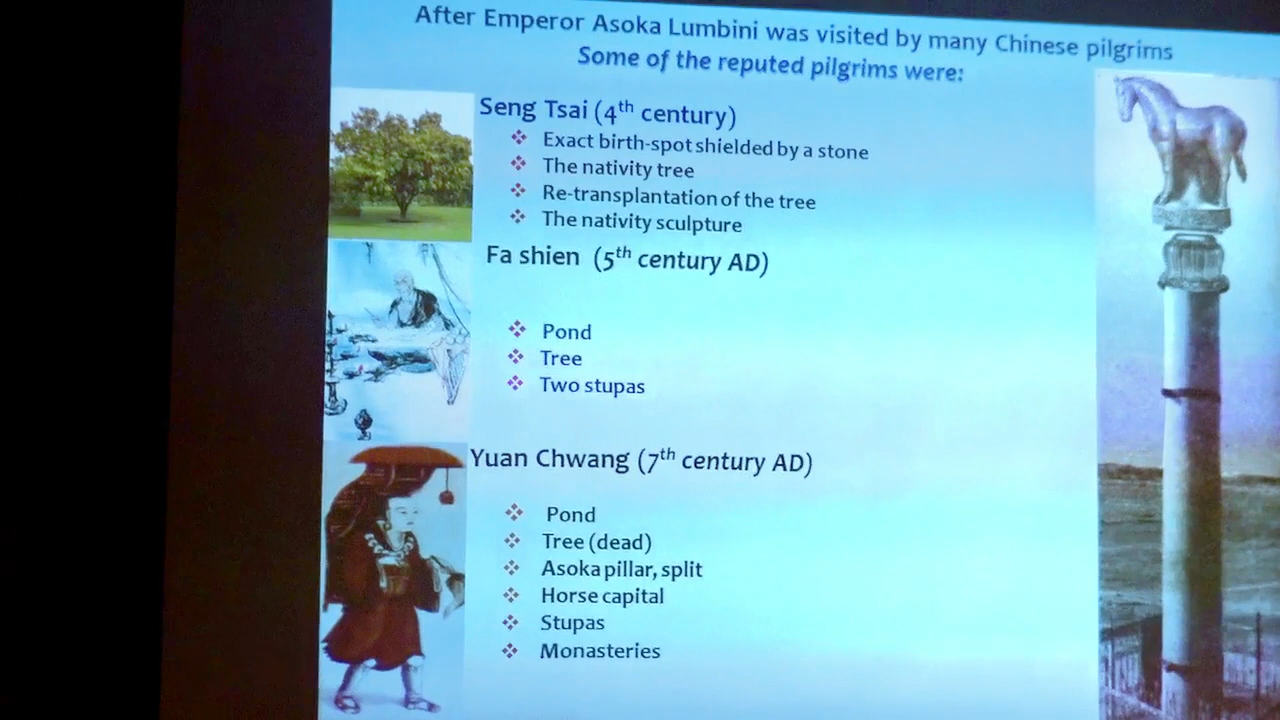 After Emperor Asoka Lumbini was visited by many Chinese pilgrims
Some of the reputed pilgrims were:
Seng Tsai (4th century)
Exact birth-spot shielded by a stone
The nativity tree
Re-transplantation of the tree
The nativity sculpture
Fa shien (5th century AD)
Pond
Tree
Two stupas
Yuan Chwang (7th century AD)
Pond
Tree (dead)
Asoka pillar, split
Horse capital
Stupas
Monasteries